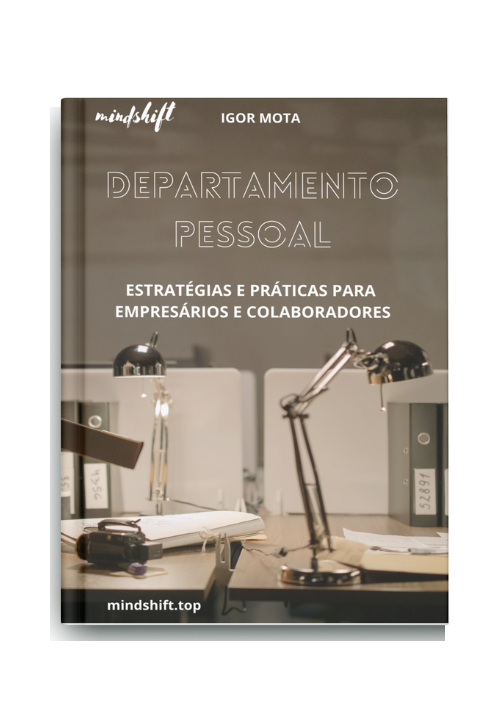 mindshift
IGOR MOTA
DEPARTAMENTO
PESSOAL
ESTRATÉGIAS E PRÁTICAS PARA
EMPRESÁRIOS E COLABORADORES
52891
mindshift.top